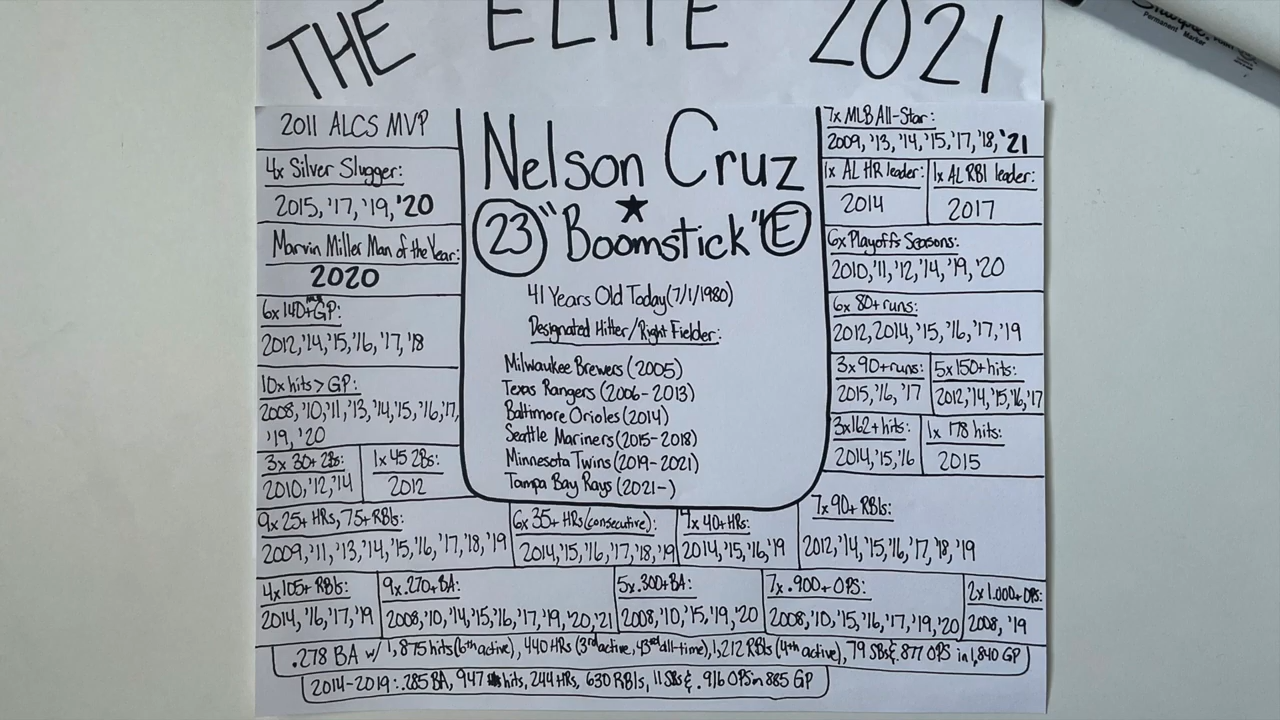 THE ELITE 2021
Sharpie
Permanent Marker
2011 ALCS MVP
4x Silver Slugger:
2015, '17, '19, '20
Marvin Miller Man of the Year:
2020
6x 140+ GP:
2012, '14, '15, '16, '17, '18
10x hits > GP:
2008, '10, '11, '13, '14, '15, '16, '17,
'19, '20
3x 30+ 2Bs:
2010, '12, '14
1x 45 2Bs:
2012
Nelson Cruz
23 "Boomstick" E
41 Years Old Today (7/1/1980)
Designated Hitter/Right Fielder:
Milwaukee Brewers (2005)
Texas Rangers (2006-2013)
Baltimore Orioles (2014)
Seattle Mariners (2015-2018)
Minnesota Twins (2019-2021)
Tampa Bay Rays (2021-)
7x MLB All-Star:
2009, '13, '14, '15, '17, '18, '21
1x AL HR leader:
2014
1x AL RBI leader:
2017
6x Playoffs Seasons:
2010, '11, '12, '14, '19, '20
6x 80+ runs:
2012, 2014, '15, '16, '17, '19
3x 90+ runs:
2015, '16, '17
5x 150+ hits:
2012, '14, '15, '16, '17
3x 162+ hits:
2014, '15, '16
1x 178 hits:
2015
9x 25+ HRs, 75+ RBIs:
2009, '11, '13, '14, '15, '16, '17, '18, '19
6x 35+ HRs (consecutive):
2014, '15, '16, '17, '18, '19
4x 40+ HRs:
2014, '15, '16, '19
7x 90+ RBIs:
2012, '14, '15, '16, '17, '18, '19
4x 105+ RBIs:
2014, '16, '17, '19
9x .270+ BA:
2008, '10, '14, '15, '16, '17, '19, '20, '21
5x .300+ BA:
2008, '10, '15, '19, '20
7x .900+ OPS:
2008, '10, '15, '16, '17, '19, '20
2x 1.000+ OPS:
2008, '19
.278 BA w/ 1,875 hits (6th active), 440 HRs (3rd active, 43rd all-time), 1,212 RBIs (4th active), 79 SBs & .877 OPS in 1,840 GP
2014-2019: .285 BA, 947 hits, 244 HRs, 630 RBIs, 11 SBs & .916 OPS in 885 GP